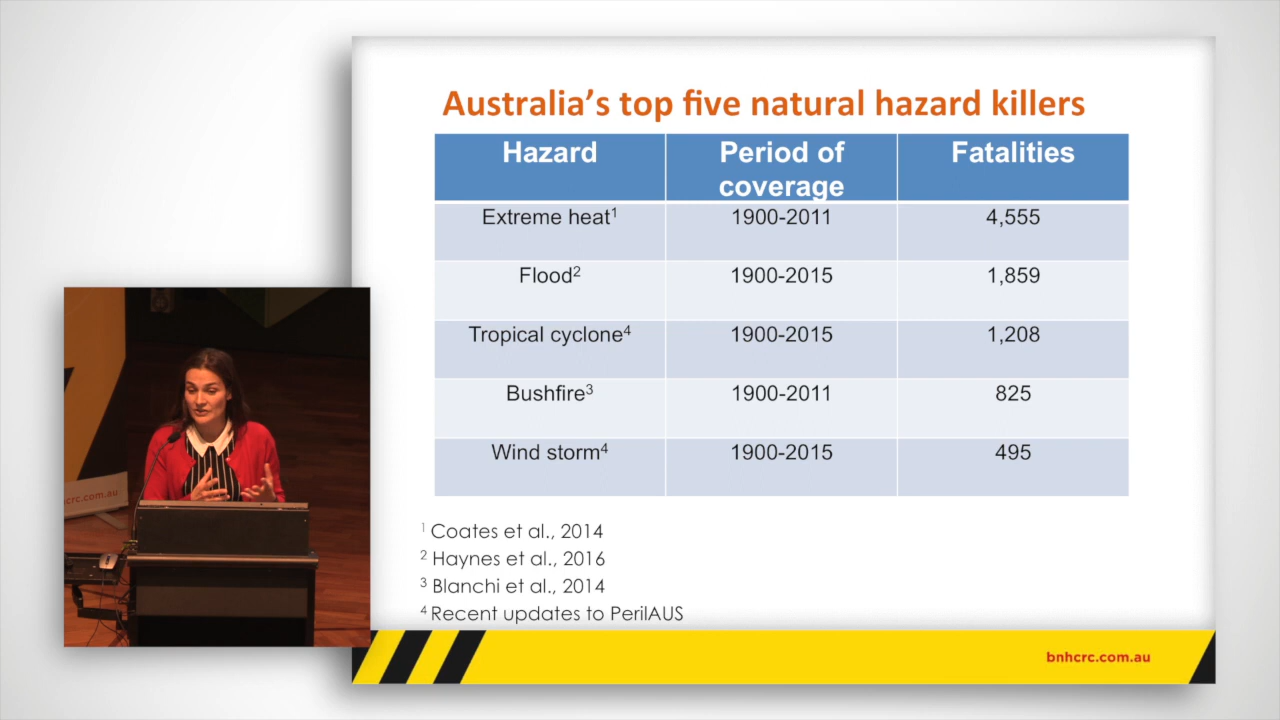 Australia's top five natural hazard killers
Hazard Period of coverage Fatalities
Extreme heat¹ 1900-2011 4,555
Flood² 1900-2015 1,859
Tropical cyclone⁴ 1900-2015 1,208
Bushfire³ 1900-2011 825
Wind storm⁴ 1900-2015 495
¹ Coates et al., 2014
² Haynes et al., 2016
³ Blanchi et al., 2014
⁴ Recent updates to PerilAUS
bnhcrc.com.au
crc.com.au